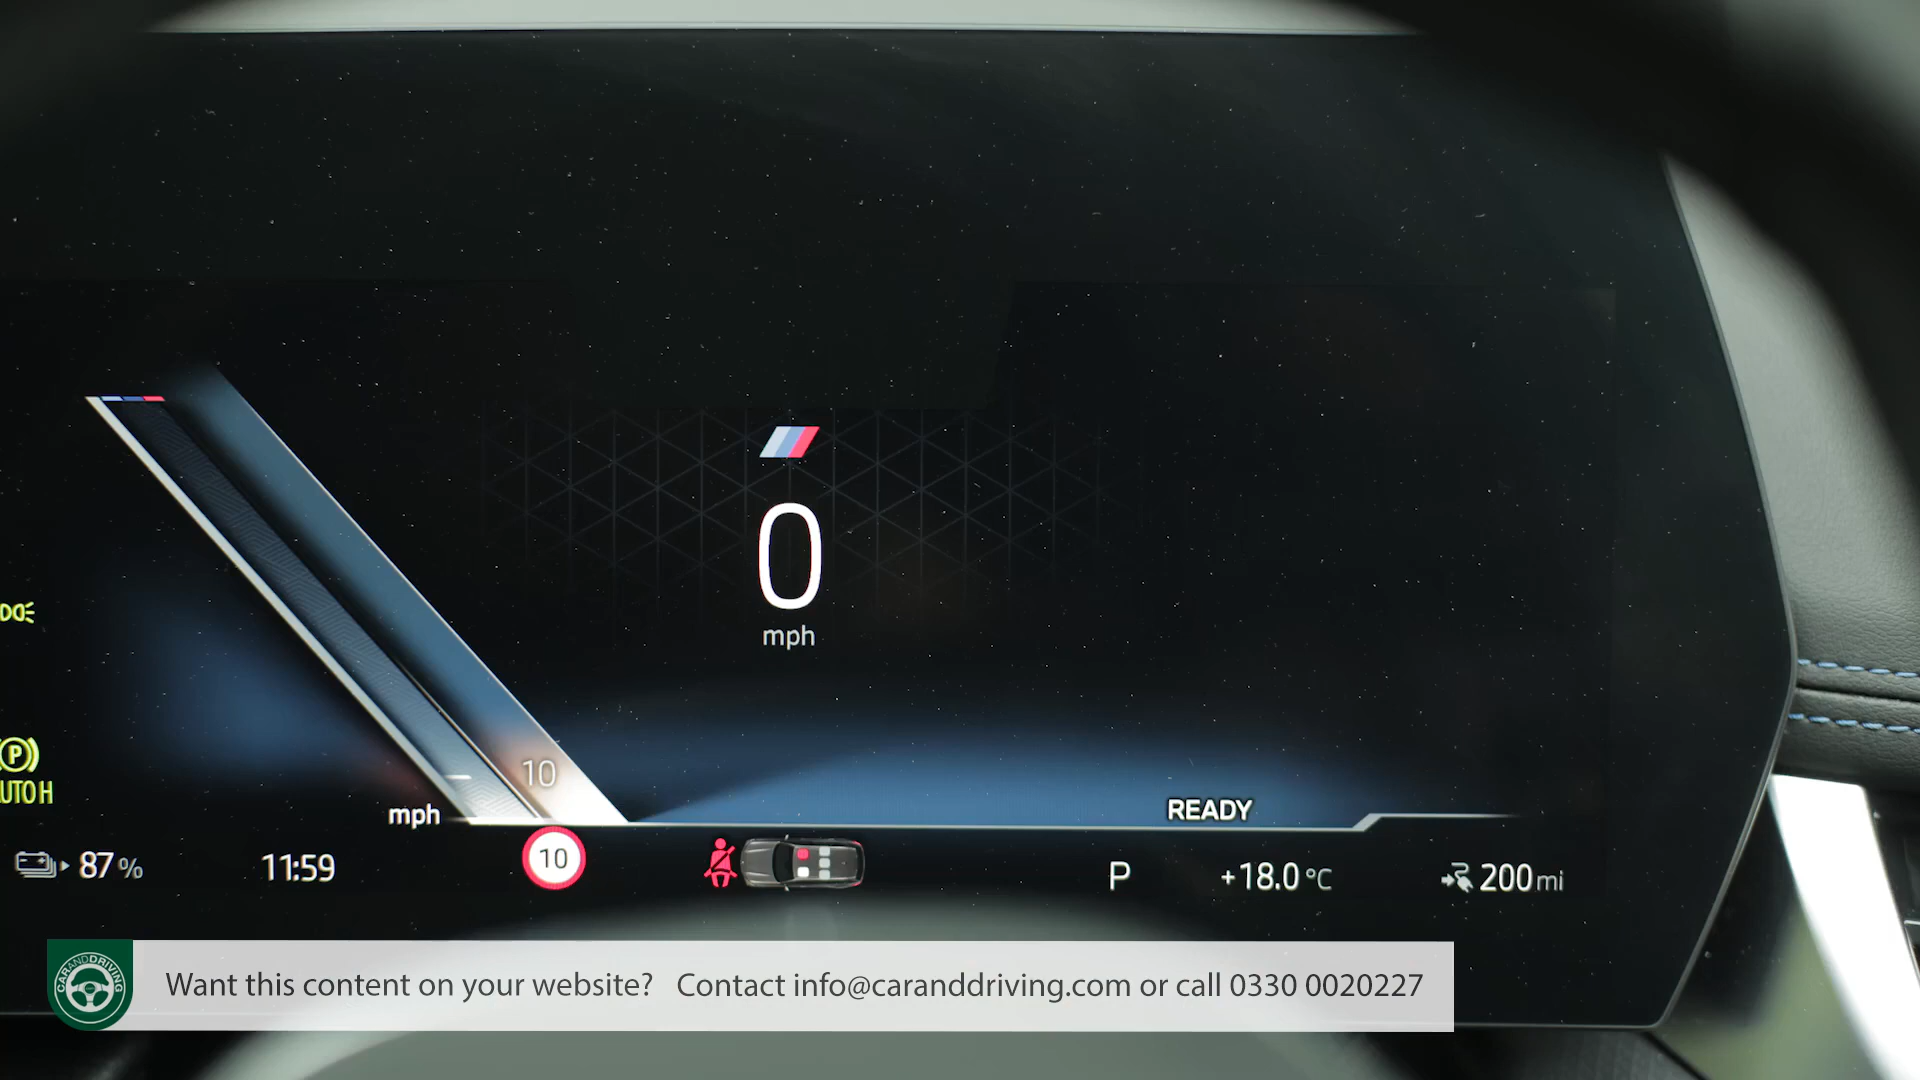 0
mph
10
mph
READY
P
AUTO H
87 %
11:59
10
P
+18.0 °C
200 mi
CARANDDRIVING
Want this content on your website? Contact info@caranddriving.com or call 0330 0020227